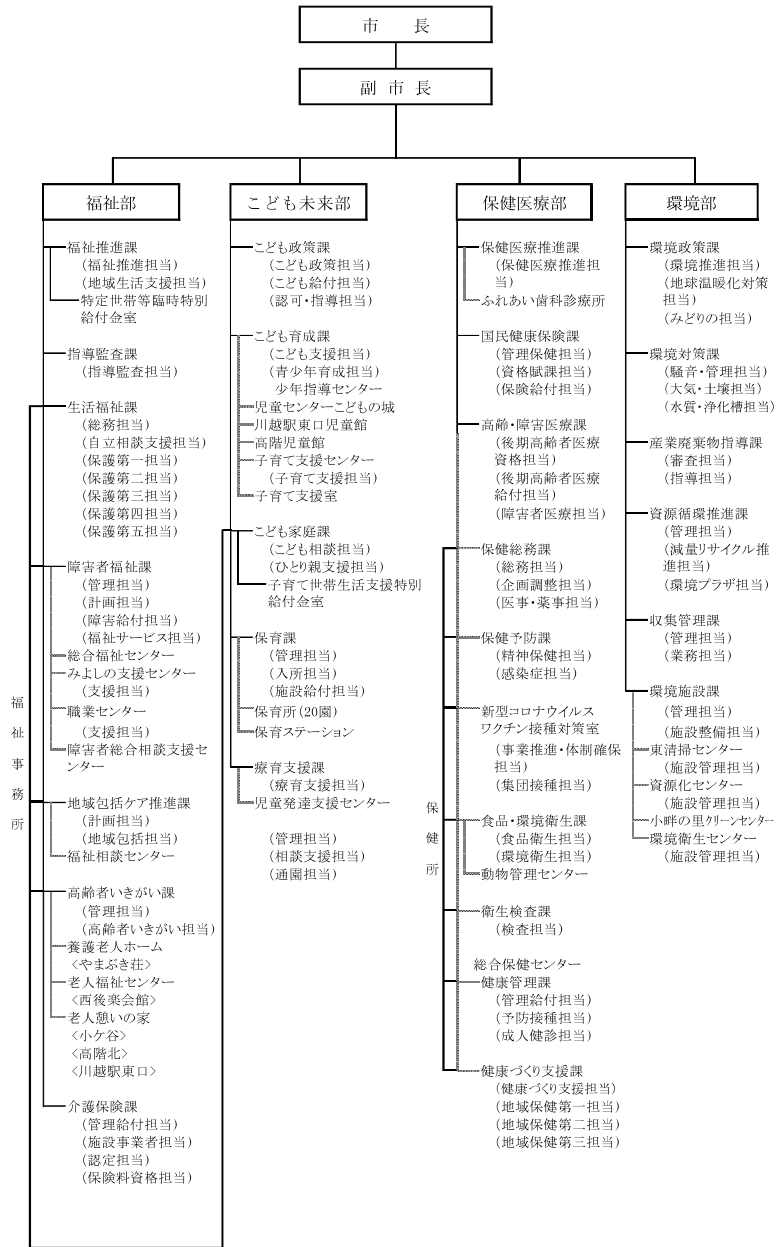 市　長
副 市 長
福祉部
福祉推進課
(福祉推進担当)
(地域生活支援担当)
特定世帯等臨時特別
給付金室
指導監査課
(指導監査担当)
生活福祉課
(総務担当)
(自立相談支援担当)
(保護第一担当)
(保護第二担当)
(保護第三担当)
(保護第四担当)
(保護第五担当)
障害者福祉課
(管理担当)
(計画担当)
(障害給付担当)
(福祉サービス担当)
総合福祉センター
みよしの支援センター
(支援担当)
職業センター
(支援担当)
障害者総合相談支援セ
ンター
地域包括ケア推進課
(計画担当)
(地域包括担当)
福祉相談センター
高齢者いきがい課
(管理担当)
(高齢者いきがい担当)
養護老人ホーム
<やまぶき荘>
老人福祉センター
<西後楽会館>
老人憩いの家
<小ケ谷>
<高階北>
<川越駅東口>
介護保険課
(管理給付担当)
(施設事業者担当)
(認定担当)
(保険料資格担当)
福祉事務所
こども未来部
こども政策課
(こども政策担当)
(こども給付担当)
(認可・指導担当)
こども育成課
(こども支援担当)
(青少年育成担当)
少年指導センター
児童センターこどもの城
川越駅東口児童館
高階児童館
子育て支援センター
(子育て支援担当)
子育て支援室
こども家庭課
(こども相談担当)
(ひとり親支援担当)
子育て世帯生活支援特別
給付金室
保育課
(管理担当)
(入所担当)
(施設給付担当)
保育所(20園)
保育ステーション
療育支援課
(療育支援担当)
児童発達支援センター
(管理担当)
(相談支援担当)
(通園担当)
保健医療部
保健医療推進課
(保健医療推進担
当)
ふれあい歯科診療所
国民健康保険課
(管理保健担当)
(資格賦課担当)
(保険給付担当)
高齢・障害医療課
(後期高齢者医療
資格担当)
(後期高齢者医療
給付担当)
(障害者医療担当)
保健総務課
(総務担当)
(企画調整担当)
(医事・薬事担当)
保健予防課
(精神保健担当)
(感染症担当)
新型コロナウイルス
ワクチン接種対策室
(事業推進・体制確保
担当)
(集団接種担当)
食品・環境衛生課
(食品衛生担当)
(環境衛生担当)
動物管理センター
衛生検査課
(検査担当)
総合保健センター
健康管理課
(管理給付担当)
(予防接種担当)
(成人健診担当)
健康づくり支援課
(健康づくり支援担当)
(地域保健第一担当)
(地域保健第二担当)
(地域保健第三担当)
保健所
環境部
環境政策課
(環境推進担当)
(地球温暖化対策
担当)
(みどりの担当)
環境対策課
(騒音・管理担当)
(大気・土壌担当)
(水質・浄化槽担当)
産業廃棄物指導課
(審査担当)
(指導担当)
資源循環推進課
(管理担当)
(減量リサイクル推
進担当)
(環境プラザ担当)
収集管理課
(管理担当)
(業務担当)
環境施設課
(管理担当)
(施設整備担当)
東清掃センター
(施設管理担当)
資源化センター
(施設管理担当)
小畔の里クリーンセンター
環境衛生センター
(施設管理担当)